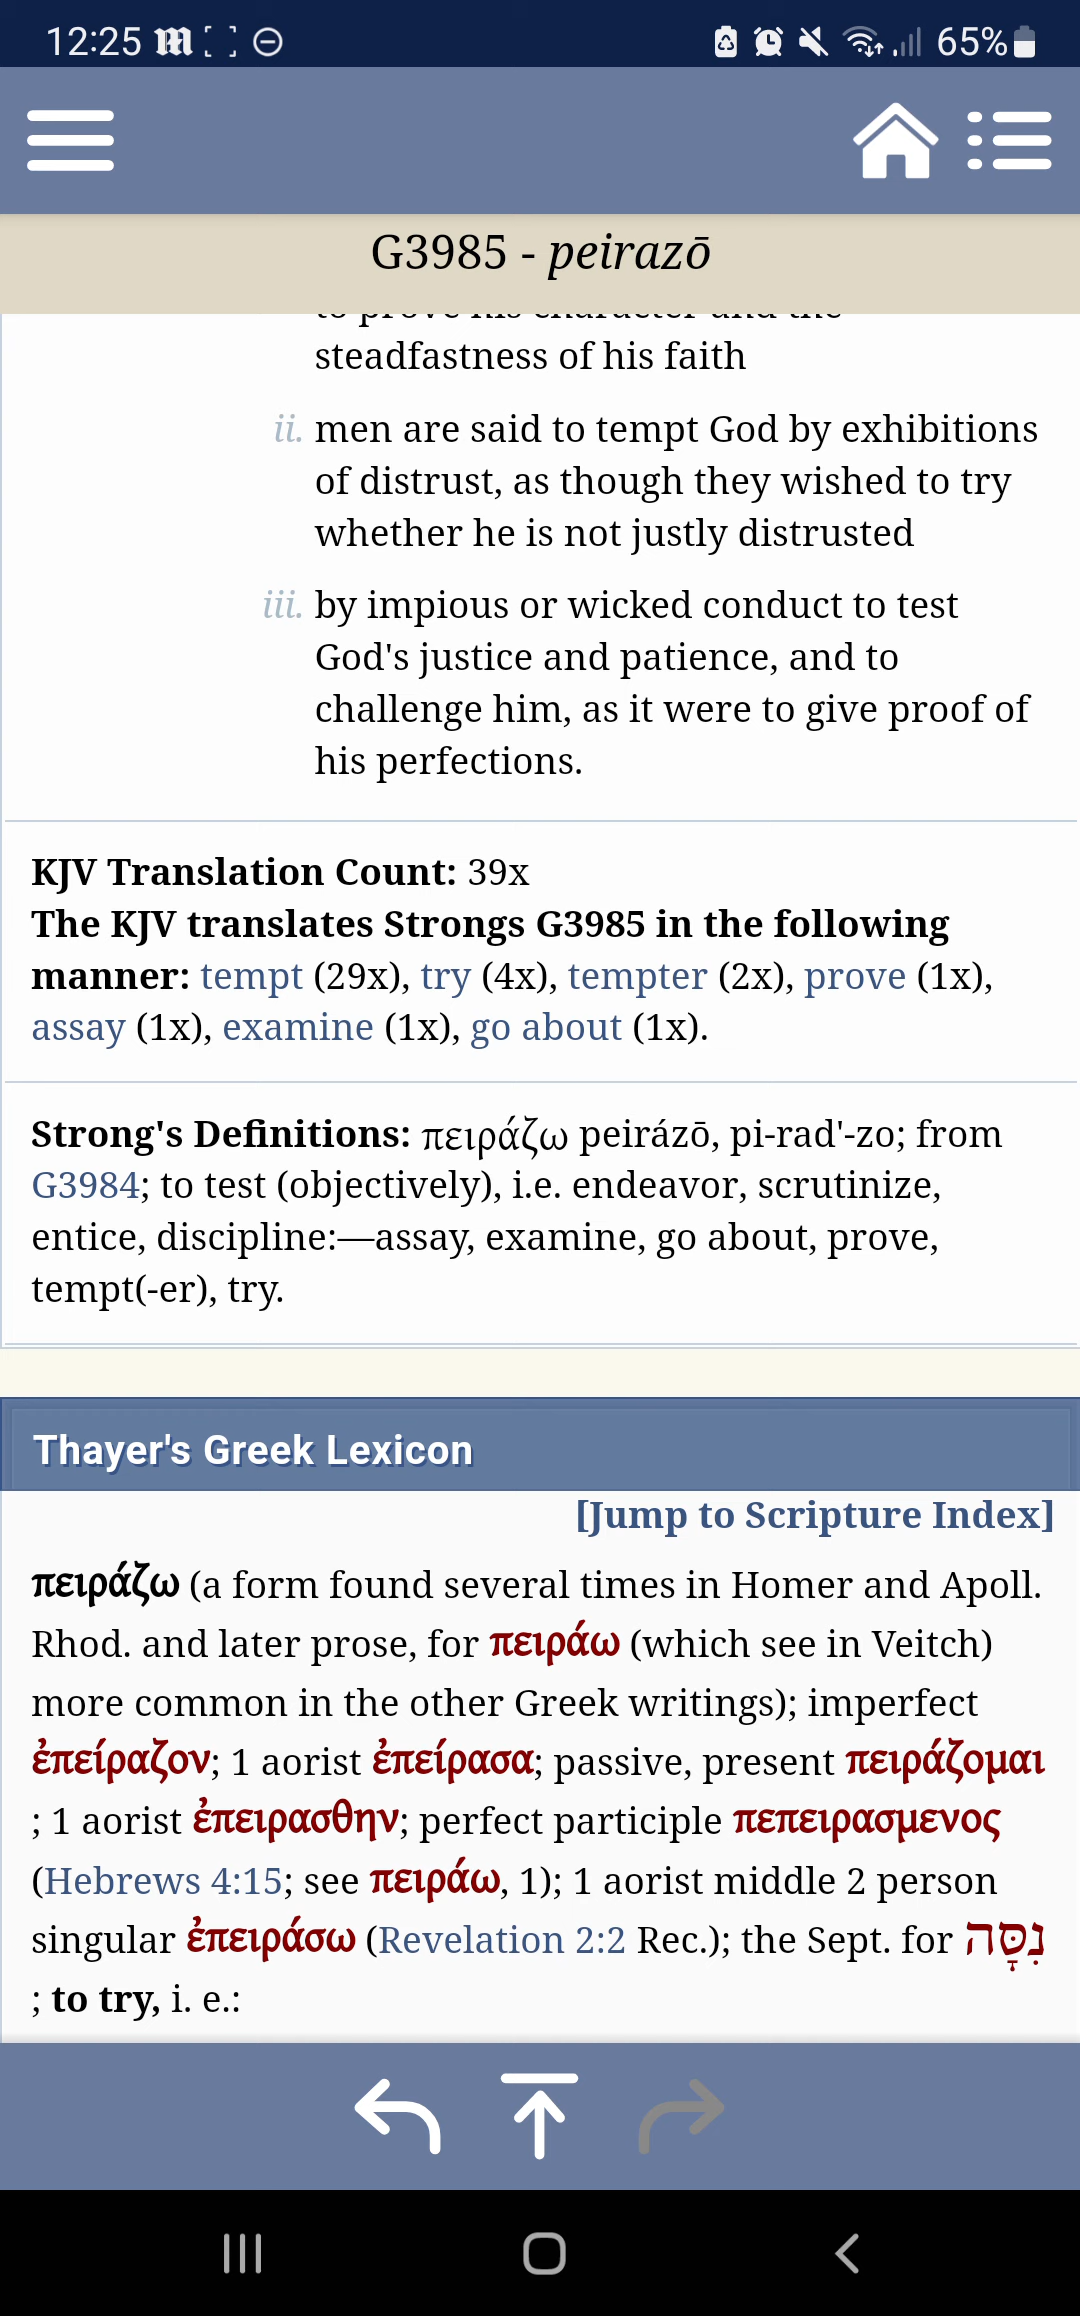 12:25 65%
G3985 - peirazō
to prove his character and the
steadfastness of his faith
ii. men are said to tempt God by exhibitions
of distrust, as though they wished to try
whether he is not justly distrusted
iii. by impious or wicked conduct to test
God's justice and patience, and to
challenge him, as it were to give proof of
his perfections.
KJV Translation Count: 39x
The KJV translates Strongs G3985 in the following
manner: tempt (29x), try (4x), tempter (2x), prove (1x),
assay (1x), examine (1x), go about (1x).
Strong's Definitions: πειράζω peirázō, pi-rad'-zo; from
G3984; to test (objectively), i.e. endeavor, scrutinize,
entice, discipline:—assay, examine, go about, prove,
tempt(-er), try.
Thayer's Greek Lexicon
[Jump to Scripture Index]
πειράζω (a form found several times in Homer and Apoll.
Rhod. and later prose, for πειράω (which see in Veitch)
more common in the other Greek writings); imperfect
ἐπείραζον; 1 aorist ἐπείρασα; passive, present πειράζομαι
; 1 aorist ἐπειρασθην; perfect participle πεπειρασμενος
(Hebrews 4:15; see πειράω, 1); 1 aorist middle 2 person
singular ἐπειράσω (Revelation 2:2 Rec.); the Sept. for נִסָּה
; to try, i. e.: